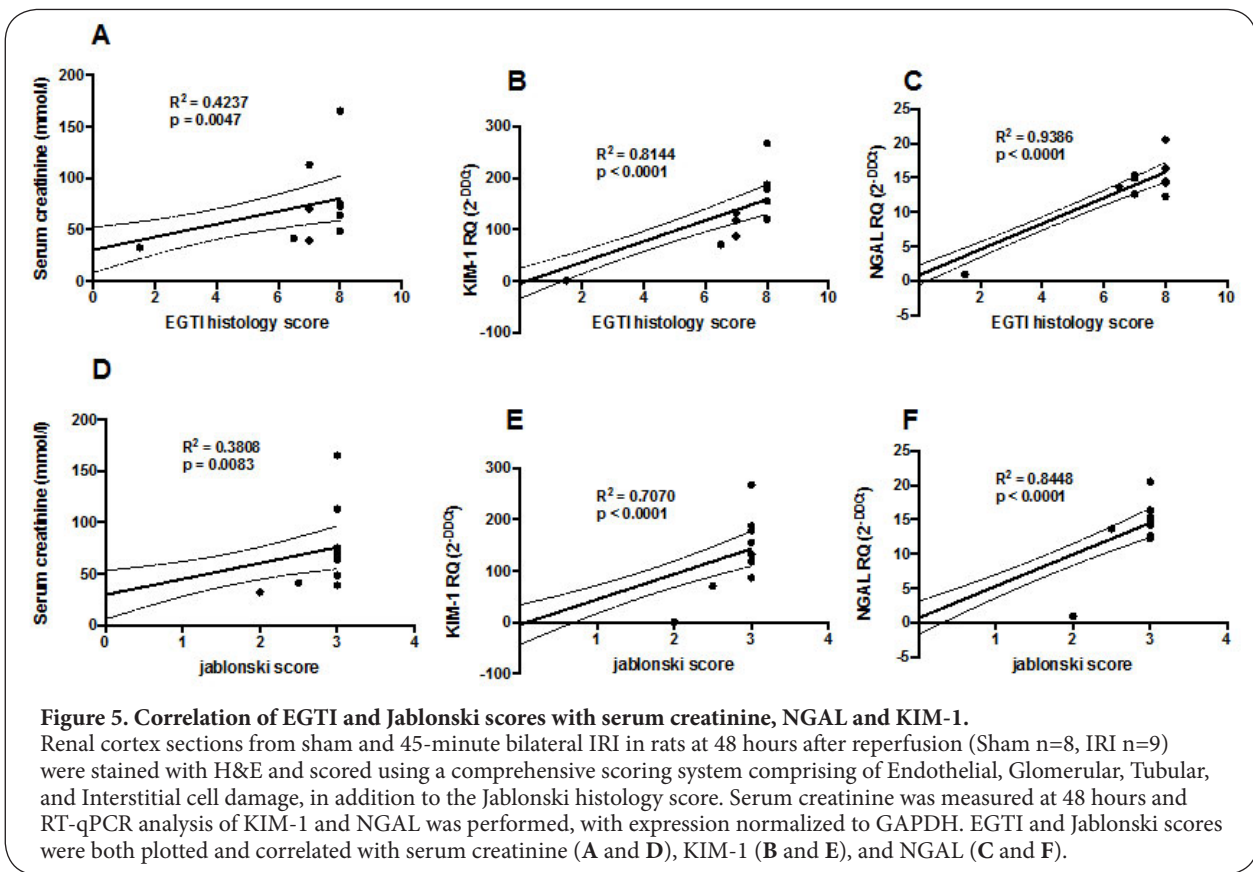 A
Serum creatinine (mmol/l)
200
150
100
50
0
R² = 0.4237
p = 0.0047
0 2 4 6 8 10
EGTI histology score
B
KIM-1 RQ (2^-DDCt)
300
200
100
0
-100
R² = 0.8144
p < 0.0001
2 4 6 8 10
EGTI histology score
C
NGAL RQ (2^-DDCt)
25
20
15
10
5
0
-5
R² = 0.9386
p < 0.0001
2 4 6 8 10
EGTI histology score
D
Serum creatinine (mmol/l)
200
150
100
50
0
R² = 0.3808
p = 0.0083
0 1 2 3 4
jablonski score
E
KIM-1 RQ (2^-DDCt)
300
200
100
0
-100
R² = 0.7070
p < 0.0001
1 2 3 4
jablonski score
F
NGAL RQ (2^-DDCt)
25
20
15
10
5
0
-5
R² = 0.8448
p < 0.0001
1 2 3 4
jablonski score
Figure 5. Correlation of EGTI and Jablonski scores with serum creatinine, NGAL and KIM-1.
Renal cortex sections from sham and 45-minute bilateral IRI in rats at 48 hours after reperfusion (Sham n=8, IRI n=9)
were stained with H&E and scored using a comprehensive scoring system comprising of Endothelial, Glomerular, Tubular,
and Interstitial cell damage, in addition to the Jablonski histology score. Serum creatinine was measured at 48 hours and
RT-qPCR analysis of KIM-1 and NGAL was performed, with expression normalized to GAPDH. EGTI and Jablonski scores
were both plotted and correlated with serum creatinine (A and D), KIM-1 (B and E), and NGAL (C and F).